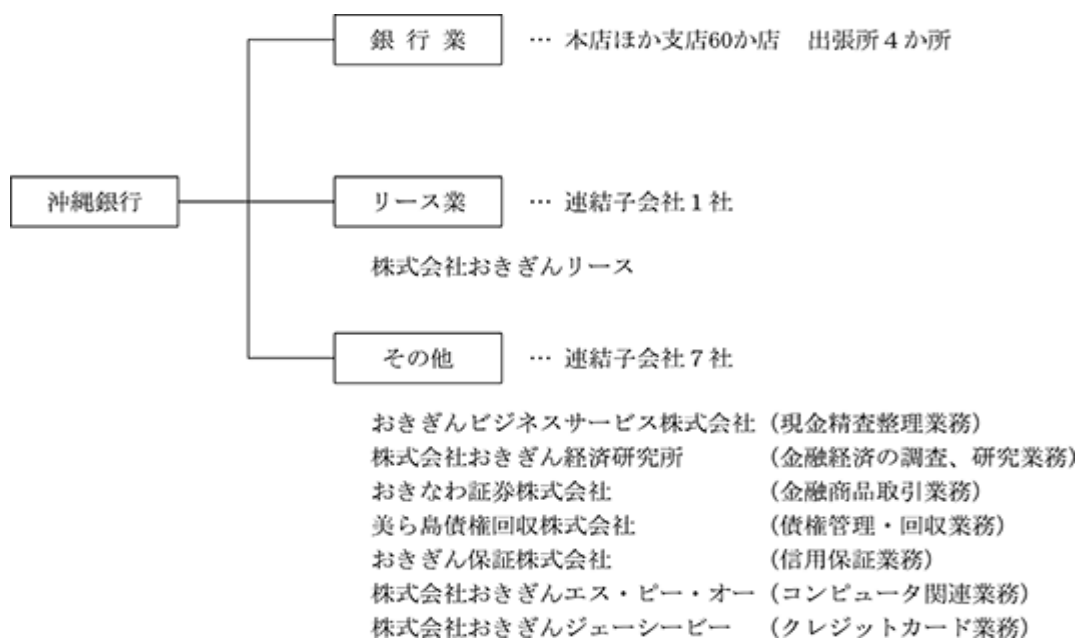 銀行業 … 本店ほか支店60か店 出張所4か所
沖縄銀行
リース業 … 連結子会社1社
株式会社おきぎんリース
その他 … 連結子会社7社
おきぎんビジネスサービス株式会社(現金精査整理業務)
株式会社おきぎん経済研究所 (金融経済の調査、研究業務)
おきなわ証券株式会社 (金融商品取引業務)
美ら島債権回収株式会社 (債権管理・回収業務)
おきぎん保証株式会社 (信用保証業務)
株式会社おきぎんエス・ピー・オー(コンピュータ関連業務)
株式会社おきぎんジェーシービー (クレジットカード業務)